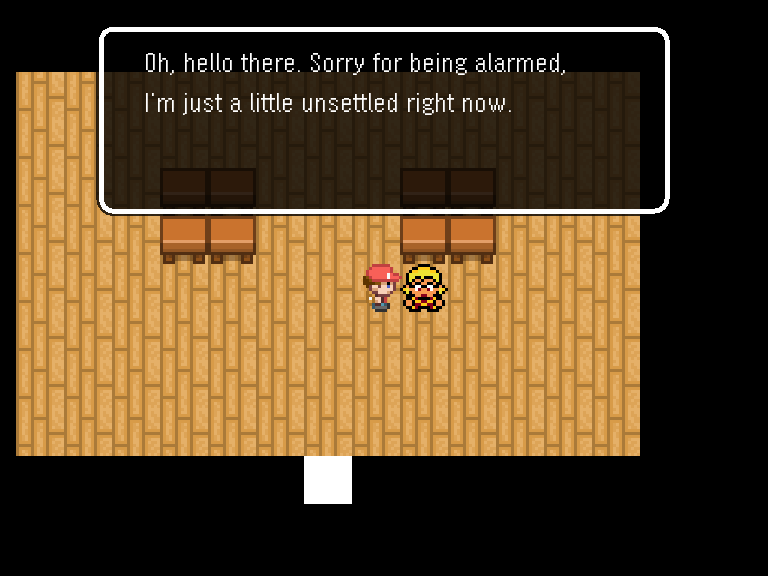 Oh, hello there. Sorry for being alarmed,
I'm just a little unsettled right now.